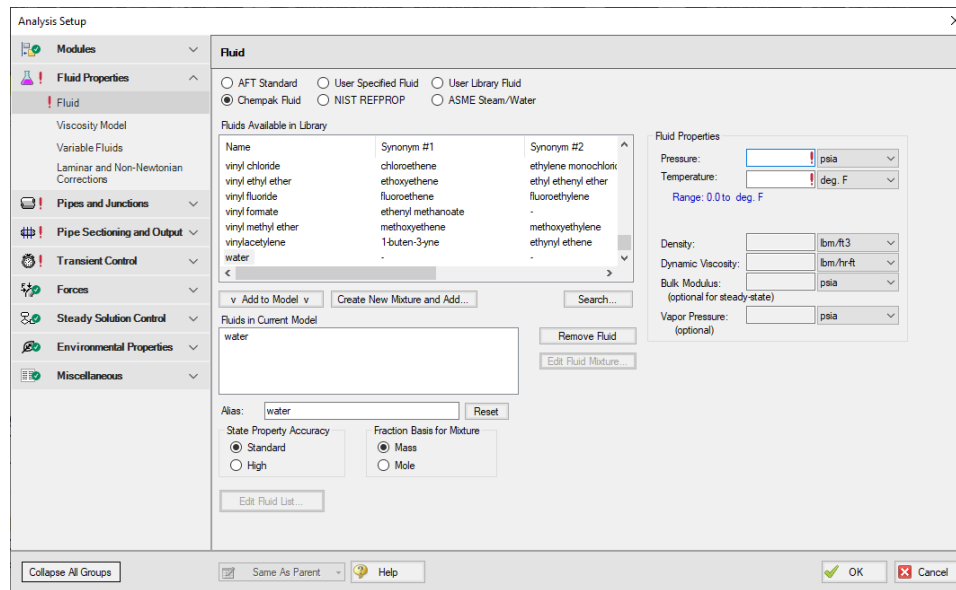 Analysis Setup
Modules
Fluid Properties
Fluid
Viscosity Model
Variable Fluids
Laminar and Non-Newtonian
Corrections
Pipes and Junctions
Pipe Sectioning and Output
Transient Control
Forces
Steady Solution Control
Environmental Properties
Miscellaneous
Fluid
AFT Standard User Specified Fluid User Library Fluid
Chempak Fluid NIST REFPROP ASME Steam/Water
Fluids Available in Library
Name Synonym #1 Synonym #2
vinyl chloride chloroethene ethylene monochloric
vinyl ethyl ether ethoxyethene ethyl ethenyl ether
vinyl fluoride fluoroethene fluoroethylene
vinyl formate ethenyl methanoate -
vinyl methyl ether methoxyethene methoxyethylene
vinylacetylene 1-buten-3-yne ethynyl ethene
water - -
v Add to Model v Create New Mixture and Add... Search...
Fluids in Current Model
water
Remove Fluid
Edit Fluid Mixture...
Alias: water Reset
State Property Accuracy Fraction Basis for Mixture
Standard Mass
High Mole
Edit Fluid List...
Fluid Properties
Pressure: ! psia
Temperature: ! deg. F
Range: 0.0 to deg. F
Density: lbm/ft3
Dynamic Viscosity: lbm/hr-ft
Bulk Modulus: psia
(optional for steady-state)
Vapor Pressure: psia
(optional)
Collapse All Groups Same As Parent Help OK Cancel